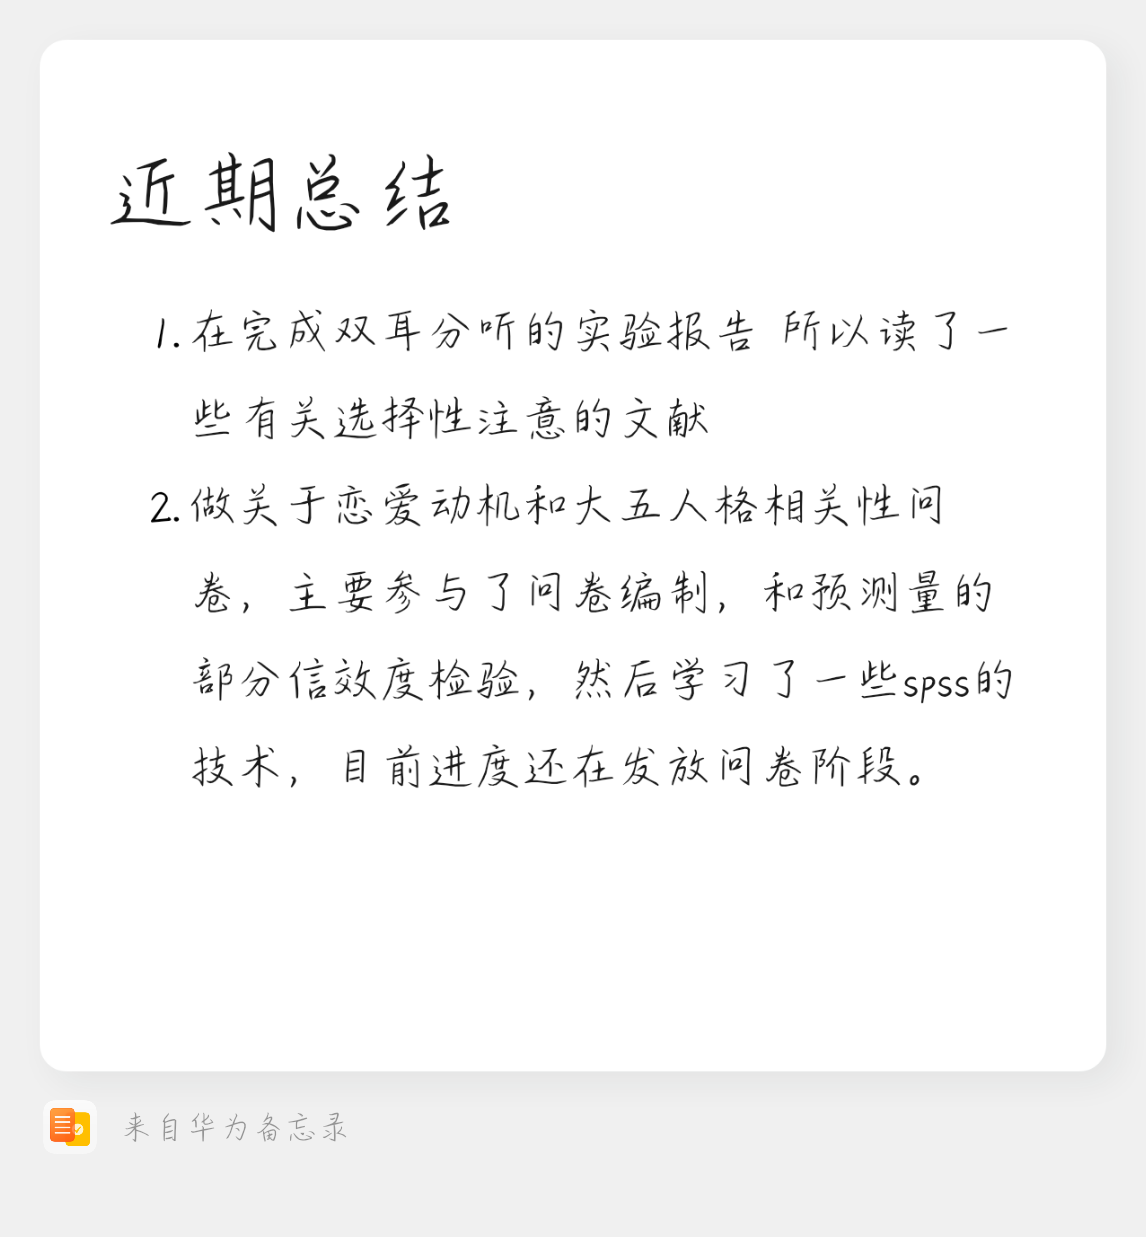 近期总结
1. 在完成双耳分听的实验报告 所以读了一
些有关选择性注意的文献
2. 做关于恋爱动机和大五人格相关性问
卷，主要参与了问卷编制，和预测量的
部分信效度检验，然后学习了一些spss的
技术，目前进度还在发放问卷阶段。
来自华为备忘录